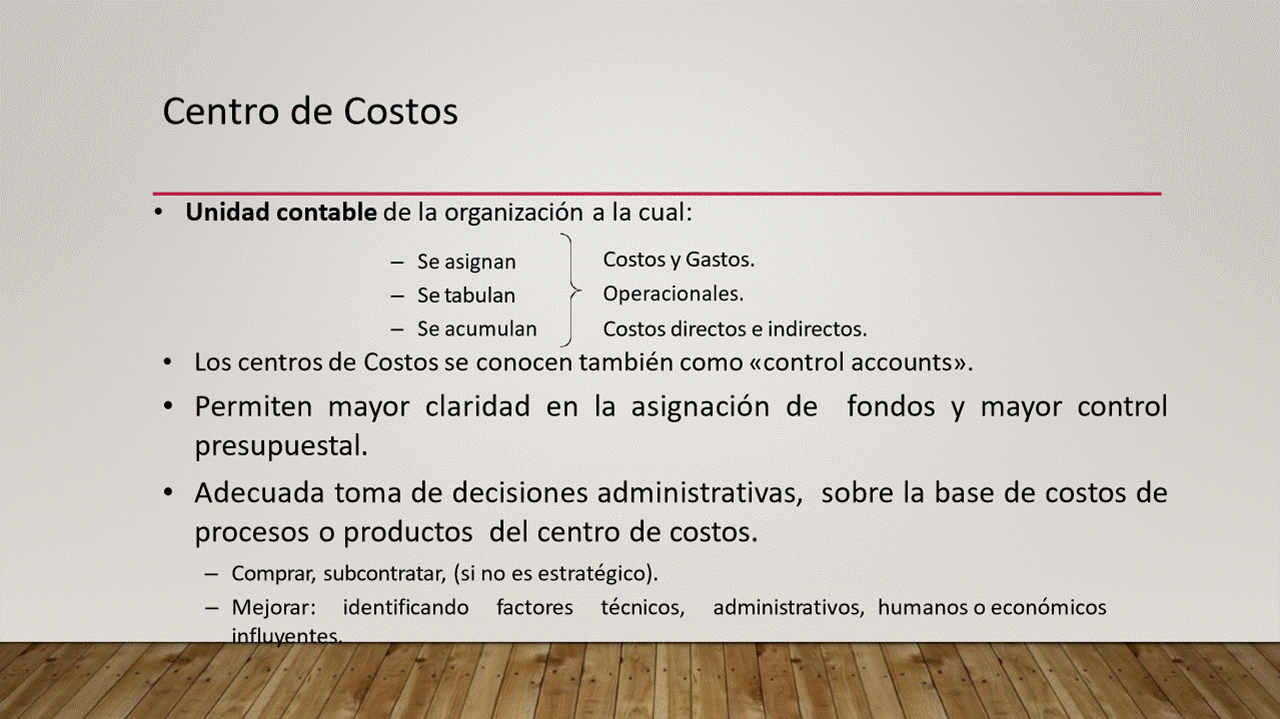 Centro de Costos
• Unidad contable de la organización a la cual:
– Se asignan
– Se tabulan
– Se acumulan
Costos y Gastos.
Operacionales.
Costos directos e indirectos.
• Los centros de Costos se conocen también como «control accounts».
• Permiten mayor claridad en la asignación de fondos y mayor control
presupuestal.
• Adecuada toma de decisiones administrativas, sobre la base de costos de
procesos o productos del centro de costos.
– Comprar, subcontratar, (si no es estratégico).
– Mejorar: identificando factores técnicos, administrativos, humanos o económicos
influyentes.